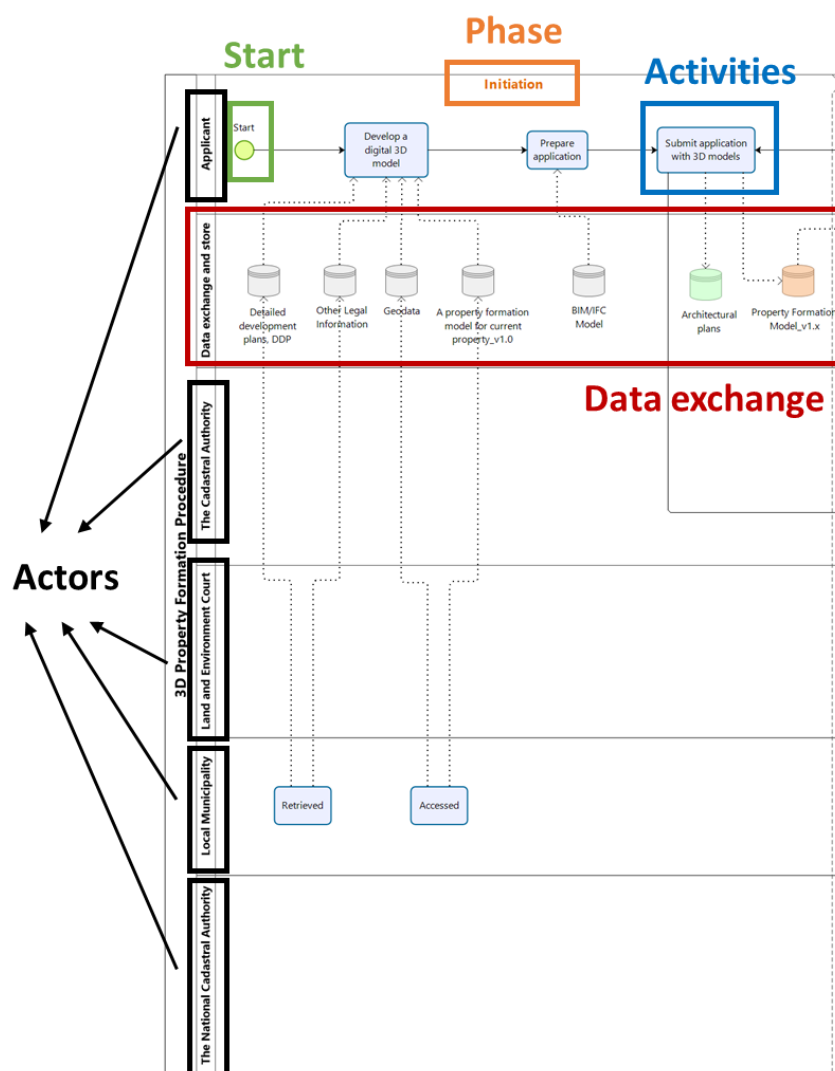 Phase
Start
Activities
Initiation
Start
Applicant
Develop a
digital 3D
model
Prepare
application
Submit application
with 3D models
Data exchange and store
Detailed
development
plans, DDP
Other Legal
Information
Geodata
A property
formation
model for current
property_v1.0
BIM/IFC
Model
Architectural
plans
Property Formation
Model_v1.x
Data exchange
The Cadastral Authority
3D Property Formation Procedure
Actors
Land and Environment Court
Local Municipality
Retrieved
Accessed
The National Cadastral Authority